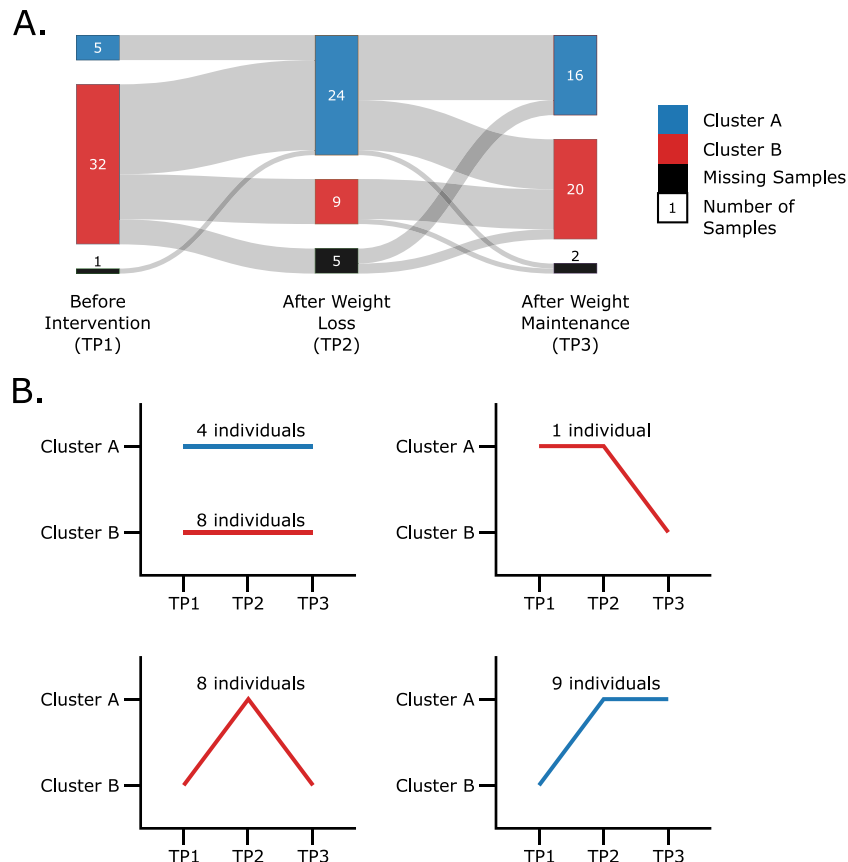 A.
5
24
16
32
9
20
1
5
2
Before
Intervention
(TP1)
After Weight
Loss
(TP2)
After Weight
Maintenance
(TP3)
Cluster A
Cluster B
Missing Samples
1
Number of
Samples
B.
4 individuals
Cluster A
8 individuals
Cluster B
TP1 TP2 TP3
1 individual
Cluster A
Cluster B
TP1 TP2 TP3
8 individuals
Cluster A
Cluster B
TP1 TP2 TP3
9 individuals
Cluster A
Cluster B
TP1 TP2 TP3